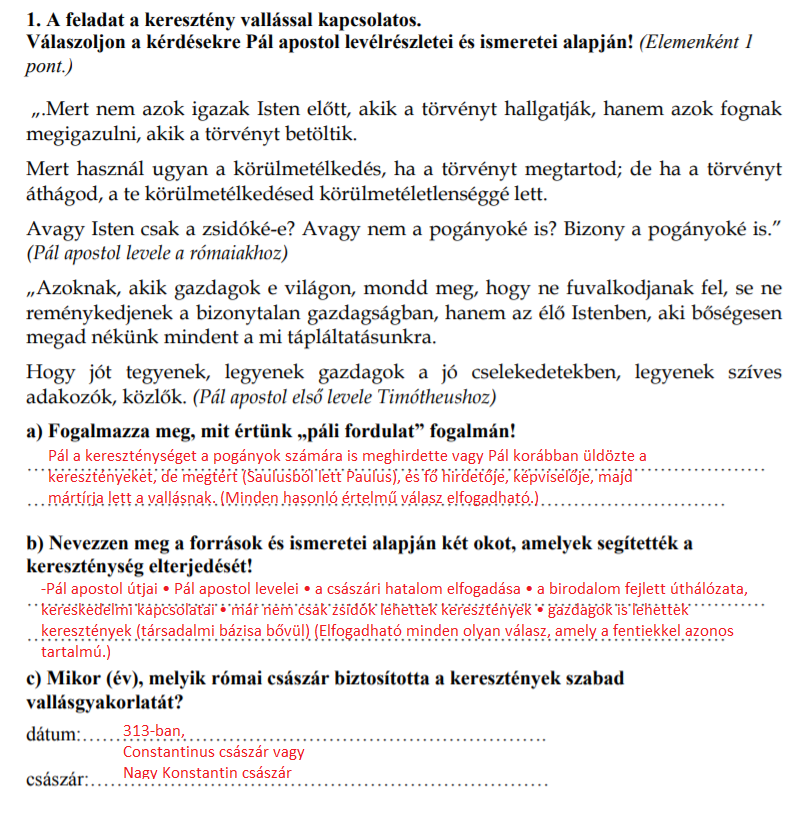 1. A feladat a keresztény vallással kapcsolatos.
Válaszoljon a kérdésekre Pál apostol levélrészletei és ismeretei alapján! (Elemenként 1
pont.)
„.Mert nem azok igazak Isten előtt, akik a törvényt hallgatják, hanem azok fognak
megigazulni, akik a törvényt betöltik.
Mert használ ugyan a körülmetélkedés, ha a törvényt megtartod; de ha a törvényt
áthágod, a te körülmetélkedésed körülmetéletlenséggé lett.
Avagy Isten csak a zsidóké-e? Avagy nem a pogányoké is? Bizony a pogányoké is.”
(Pál apostol levele a rómaiakhoz)
„Azoknak, akik gazdagok e világon, mondd meg, hogy ne fuvalkodjanak fel, se ne
reménykedjenek a bizonytalan gazdagságban, hanem az élő Istenben, aki bőségesen
megad nékünk mindent a mi tápláltatásunkra.
Hogy jót tegyenek, legyenek gazdagok a jó cselekedetekben, legyenek szíves
adakozók, közlők. (Pál apostol első levele Timótheushoz)
a) Fogalmazza meg, mit értünk „páli fordulat” fogalmán!
Pál a kereszténységet a pogányok számára is meghirdette vagy Pál korábban üldözte a
keresztényeket, de megtért (Saulusból lett Paulus), és fő hirdetője, képviselője, majd
mártírja lett a vallásnak. (Minden hasonló értelmű válasz elfogadható.)
b) Nevezzen meg a források és ismeretei alapján két okot, amelyek segítették a
kereszténység elterjedését!
-Pál apostol útjai • Pál apostol levelei • a császári hatalom elfogadása • a birodalom fejlett úthálózata,
kereskedelmi kapcsolatai • már nem csak zsidók lehettek keresztények • gazdagok is lehettek
keresztények (társadalmi bázisa bővül) (Elfogadható minden olyan válasz, amely a fentiekkel azonos
tartalmú.)
c) Mikor (év), melyik római császár biztosította a keresztények szabad
vallásgyakorlatát?
dátum:
313-ban,
Constantinus császár vagy
császár:
Nagy Konstantin császár